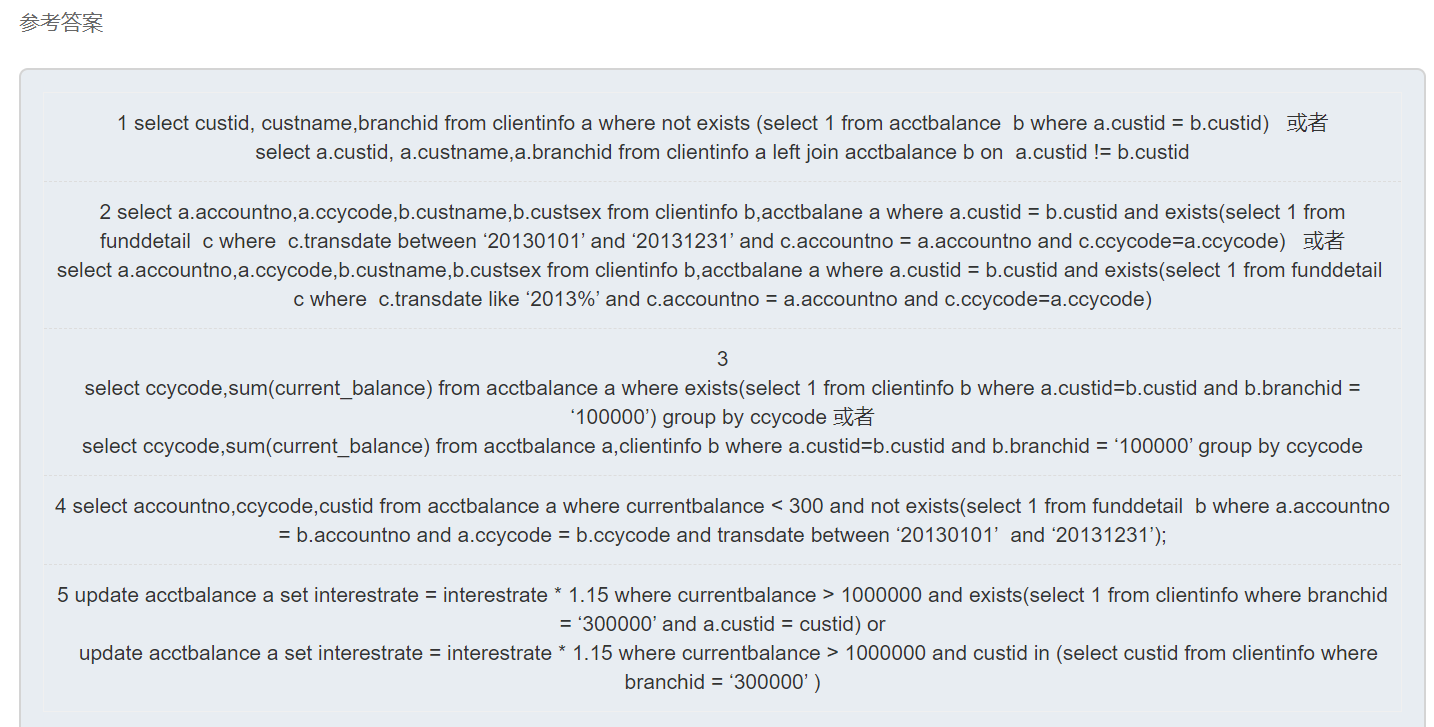 参考答案
1 select custid, custname,branchid from clientinfo a where not exists (select 1 from acctbalance  b where a.custid = b.custid)   或者
select a.custid, a.custname,a.branchid from clientinfo a left join acctbalance b on  a.custid != b.custid
2 select a.accountno,a.ccycode,b.custname,b.custsex from clientinfo b,acctbalane a where a.custid = b.custid and exists(select 1 from
funddetail  c where  c.transdate between ‘20130101’ and ‘20131231’ and c.accountno = a.accountno and c.ccycode=a.ccycode)   或者
select a.accountno,a.ccycode,b.custname,b.custsex from clientinfo b,acctbalane a where a.custid = b.custid and exists(select 1 from funddetail
c where  c.transdate like ‘2013%’ and c.accountno = a.accountno and c.ccycode=a.ccycode)
3
select ccycode,sum(current_balance) from acctbalance a where exists(select 1 from clientinfo b where a.custid=b.custid and b.branchid =
‘100000’) group by ccycode 或者
select ccycode,sum(current_balance) from acctbalance a,clientinfo b where a.custid=b.custid and b.branchid = ‘100000’ group by ccycode
4 select accountno,ccycode,custid from acctbalance a where currentbalance < 300 and not exists(select 1 from funddetail  b where a.accountno
= b.accountno and a.ccycode = b.ccycode and transdate between ‘20130101’  and ‘20131231’);
5 update acctbalance a set interestrate = interestrate * 1.15 where currentbalance > 1000000 and exists(select 1 from clientinfo where branchid
= ‘300000’ and a.custid = custid) or
update acctbalance a set interestrate = interestrate * 1.15 where currentbalance > 1000000 and custid in (select custid from clientinfo where
branchid = ‘300000’ )